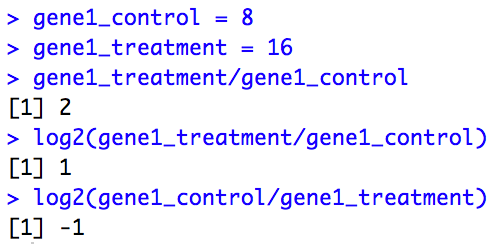 > gene1_control = 8
> gene1_treatment = 16
> gene1_treatment/gene1_control
[1] 2
> log2(gene1_treatment/gene1_control)
[1] 1
> log2(gene1_control/gene1_treatment)
[1] -1